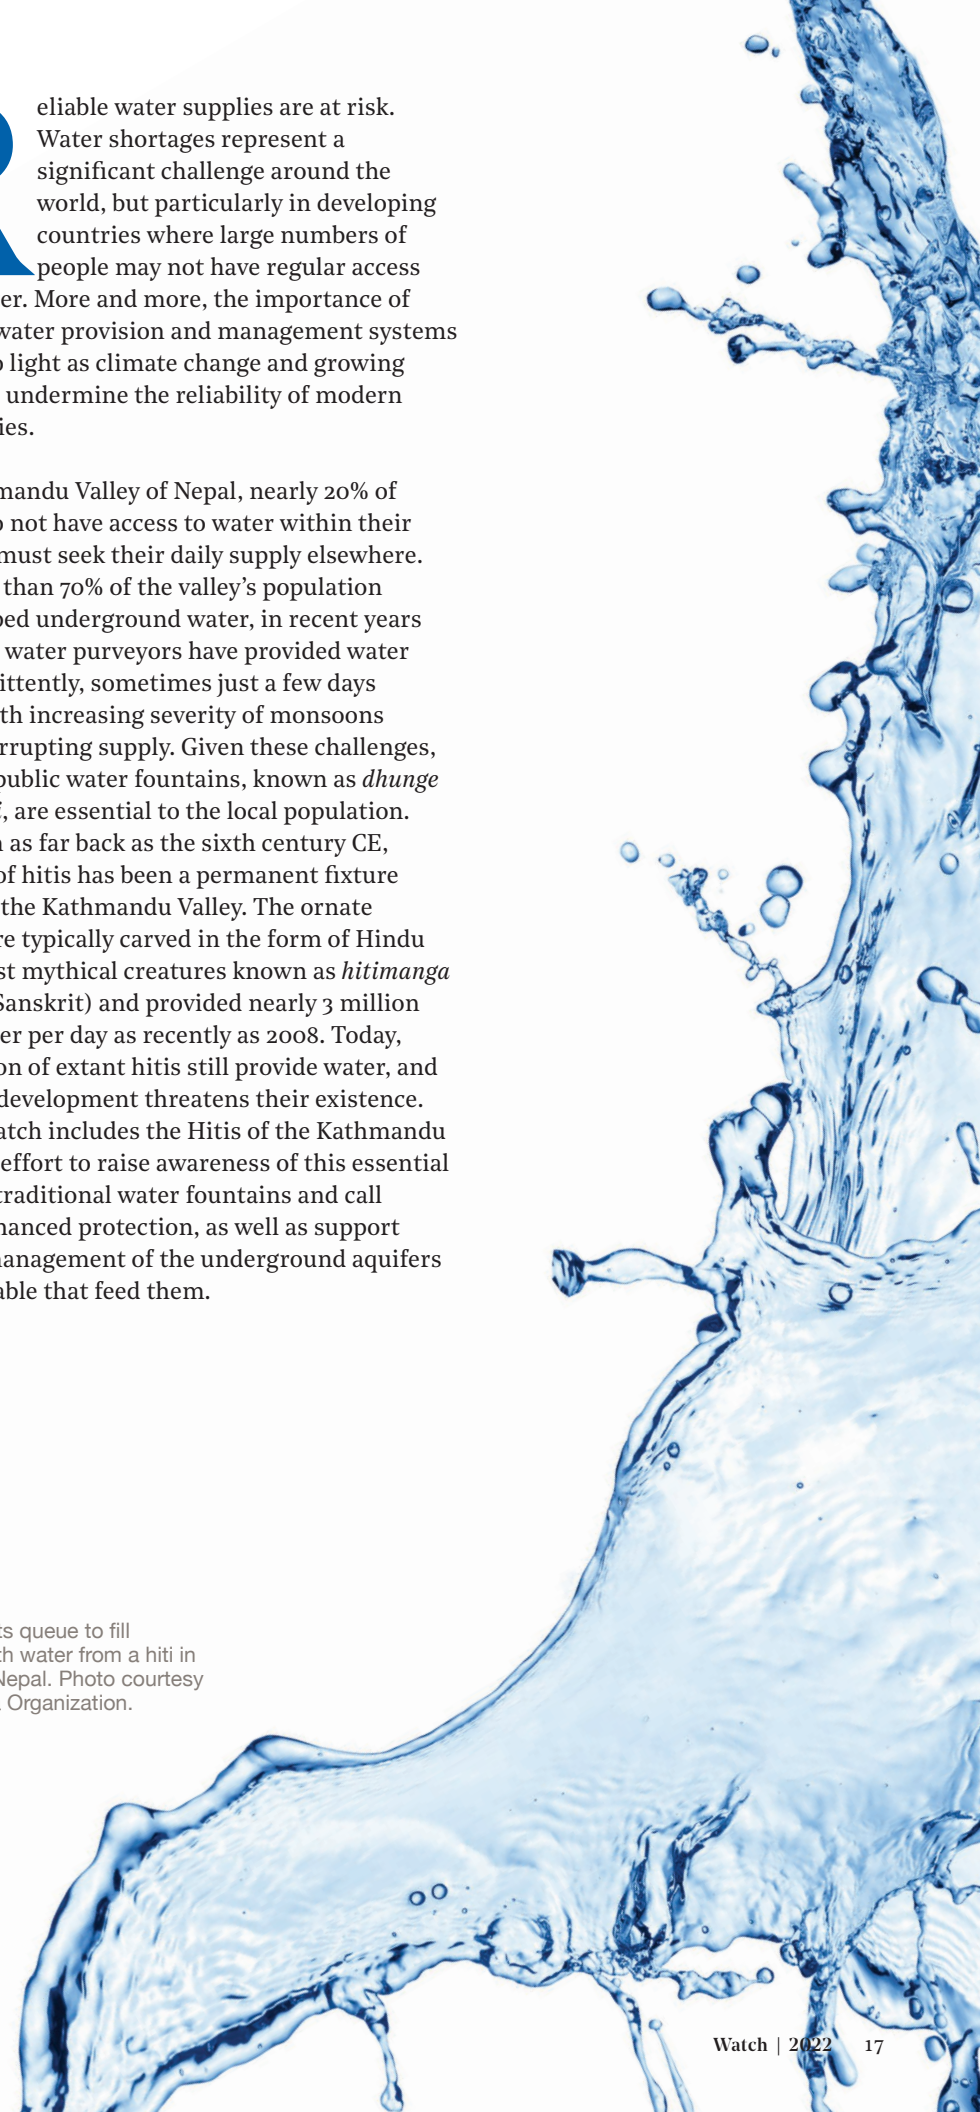 R
eliable water supplies are at risk.
Water shortages represent a
significant challenge around the
world, but particularly in developing
countries where large numbers of
people may not have regular access
er. More and more, the importance of
water provision and management systems
light as climate change and growing
undermine the reliability of modern
ies.
mandu Valley of Nepal, nearly 20% of
not have access to water within their
must seek their daily supply elsewhere.
than 70% of the valley’s population
ped underground water, in recent years
water purveyors have provided water
ittently, sometimes just a few days
th increasing severity of monsoons
rrupting supply. Given these challenges,
public water fountains, known as dhunge
, are essential to the local population.
as far back as the sixth century CE,
of hitis has been a permanent fixture
the Kathmandu Valley. The ornate
re typically carved in the form of Hindu
st mythical creatures known as hitimanga
Sanskrit) and provided nearly 3 million
er per day as recently as 2008. Today,
on of extant hitis still provide water, and
development threatens their existence.
atch includes the Hitis of the Kathmandu
effort to raise awareness of this essential
traditional water fountains and call
hanced protection, as well as support
management of the underground aquifers
able that feed them.
ts queue to fill
th water from a hiti in
Nepal. Photo courtesy
Organization.
Watch | 2022 17